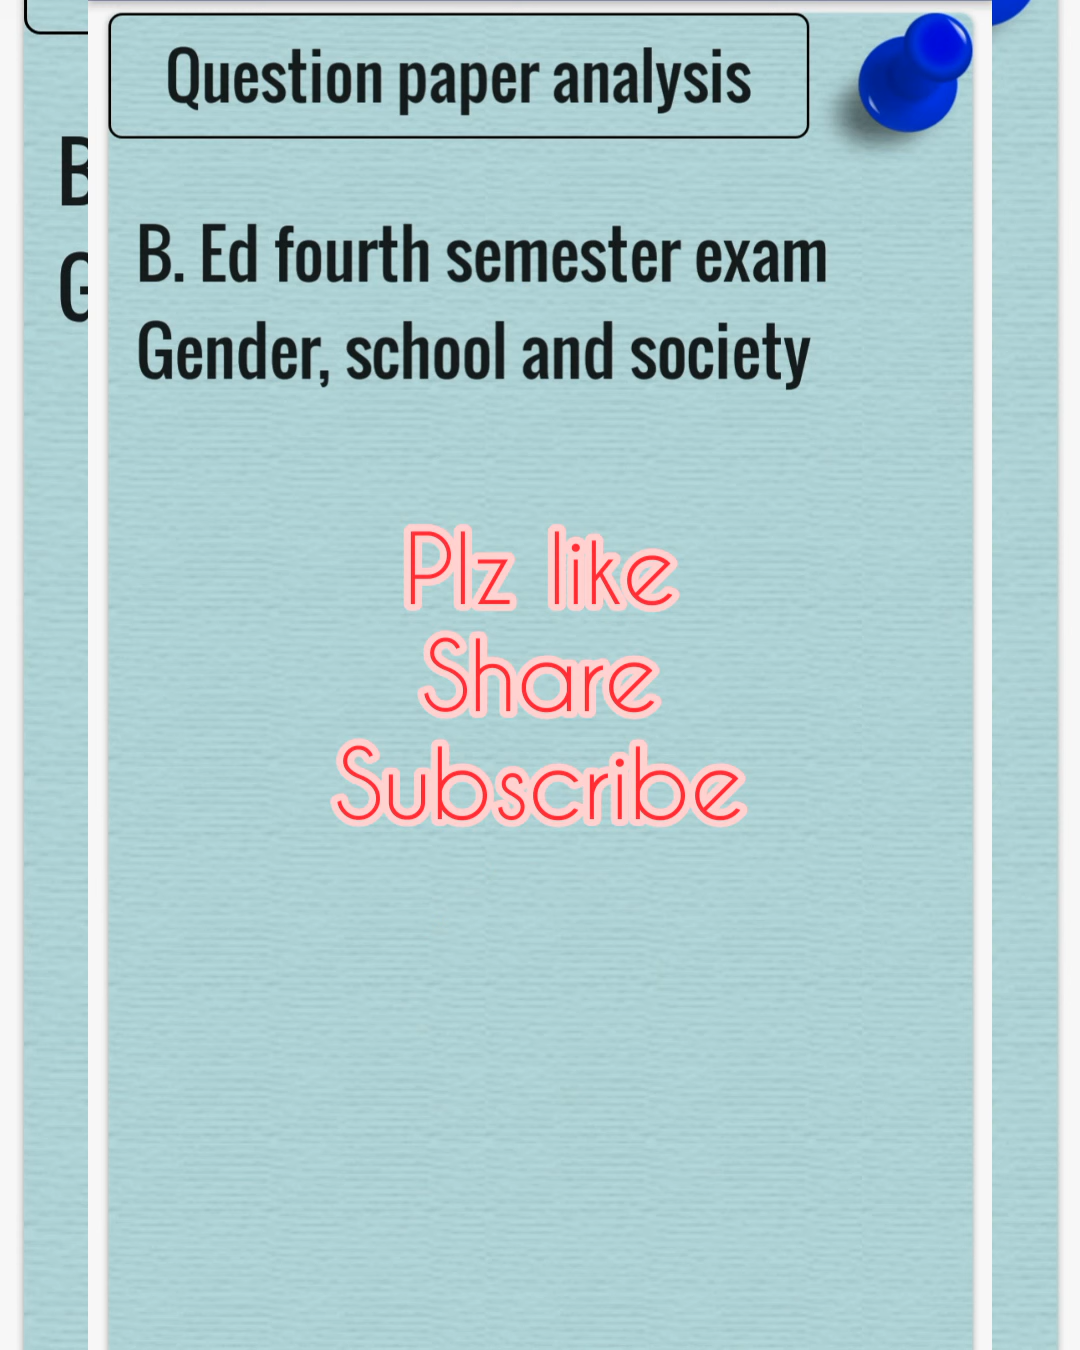 Question paper analysis
B. Ed fourth semester exam
Gender, school and society
Plz like
Share
Subscribe
B
G